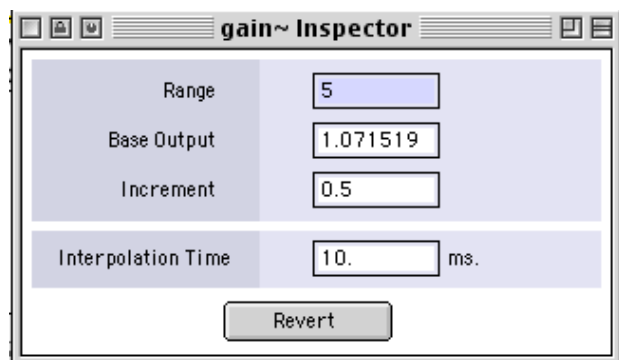 gain~ Inspector
Range 5
Base Output 1.071519
Increment 0.5
Interpolation Time 10. ms.
Revert